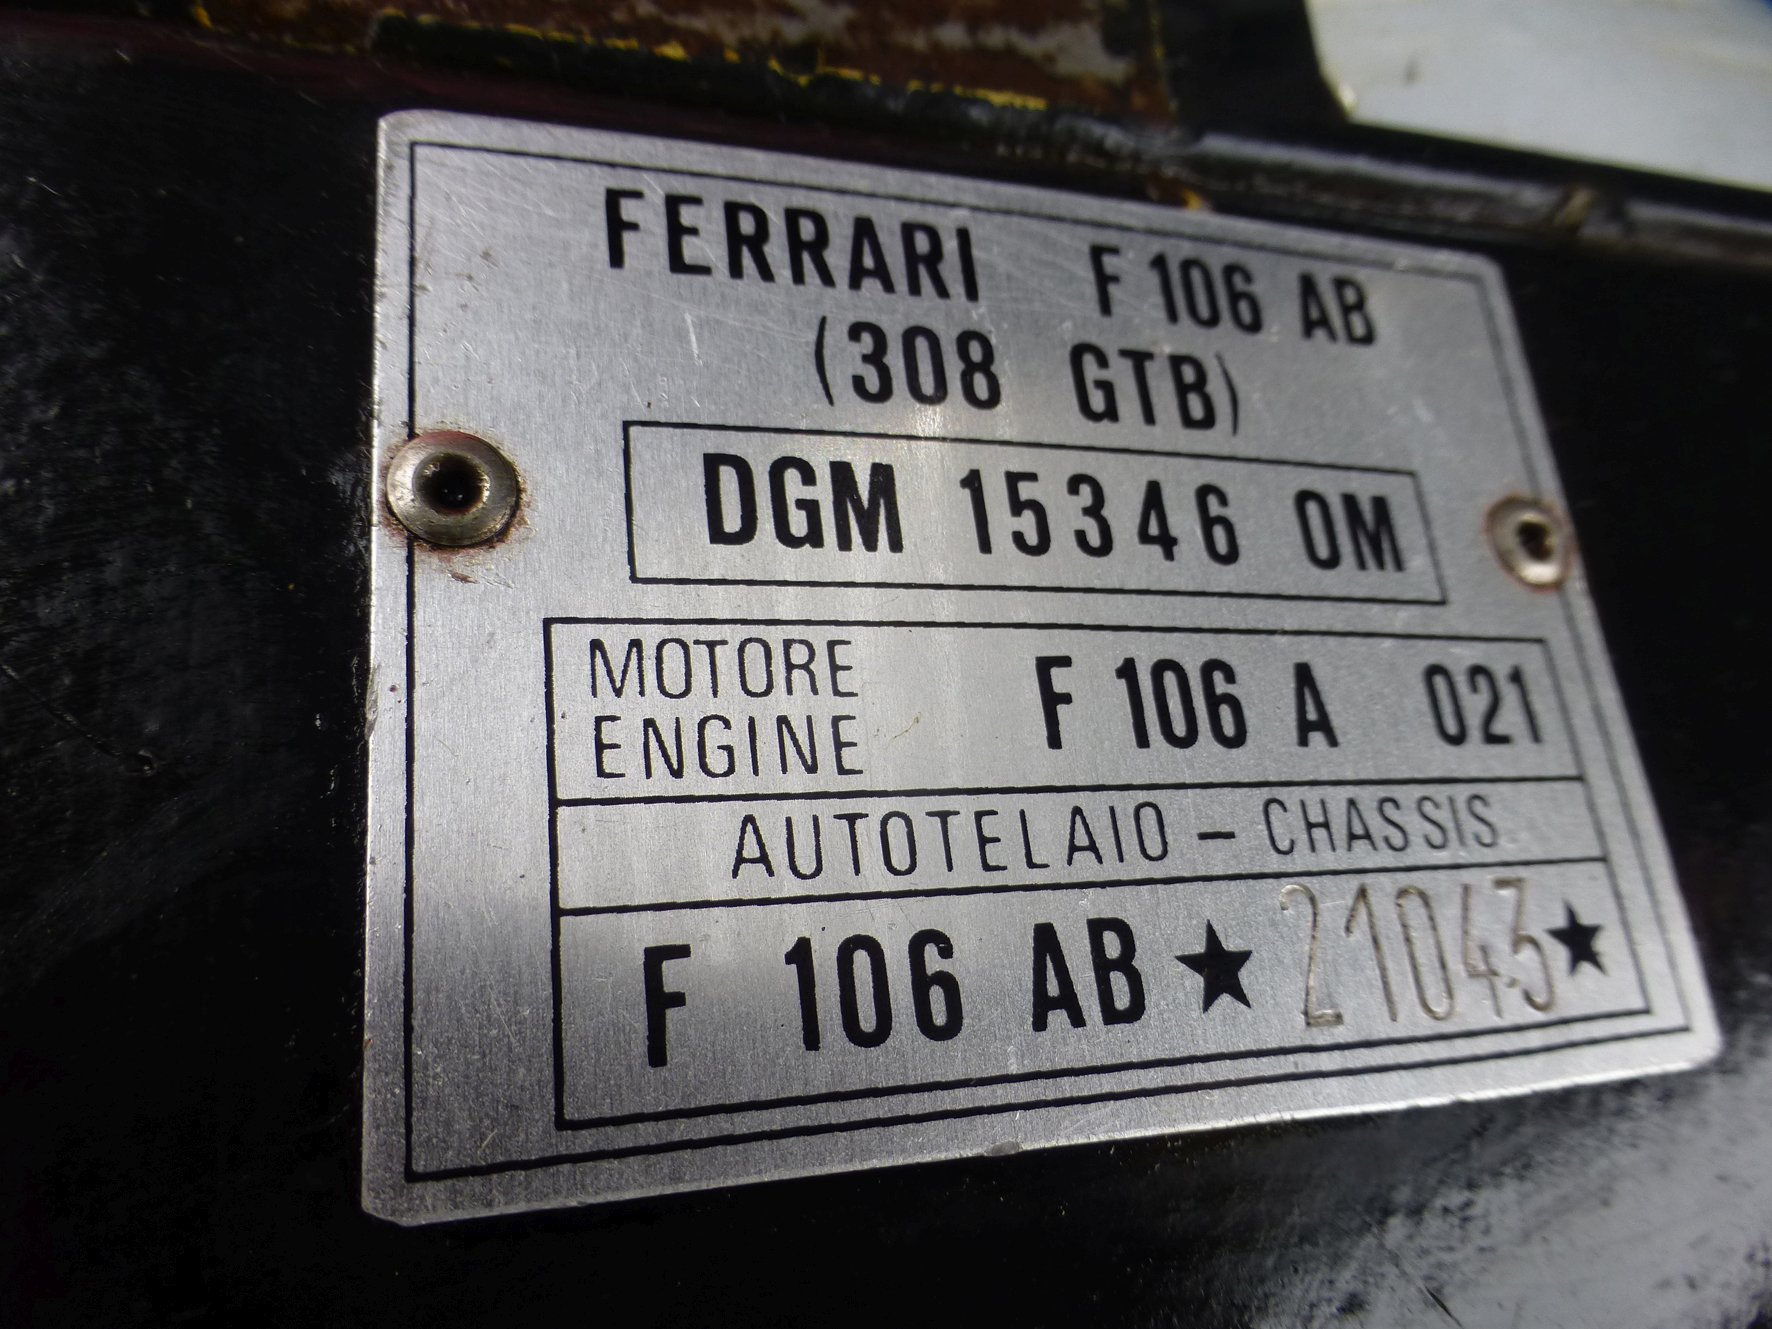 FERRARI F 106 AB
(308 GTB)
DGM 15346 OM
MOTORE
ENGINE
F 106 A 021
AUTOTELAIO – CHASSIS
F 106 AB ★ 21043 ★